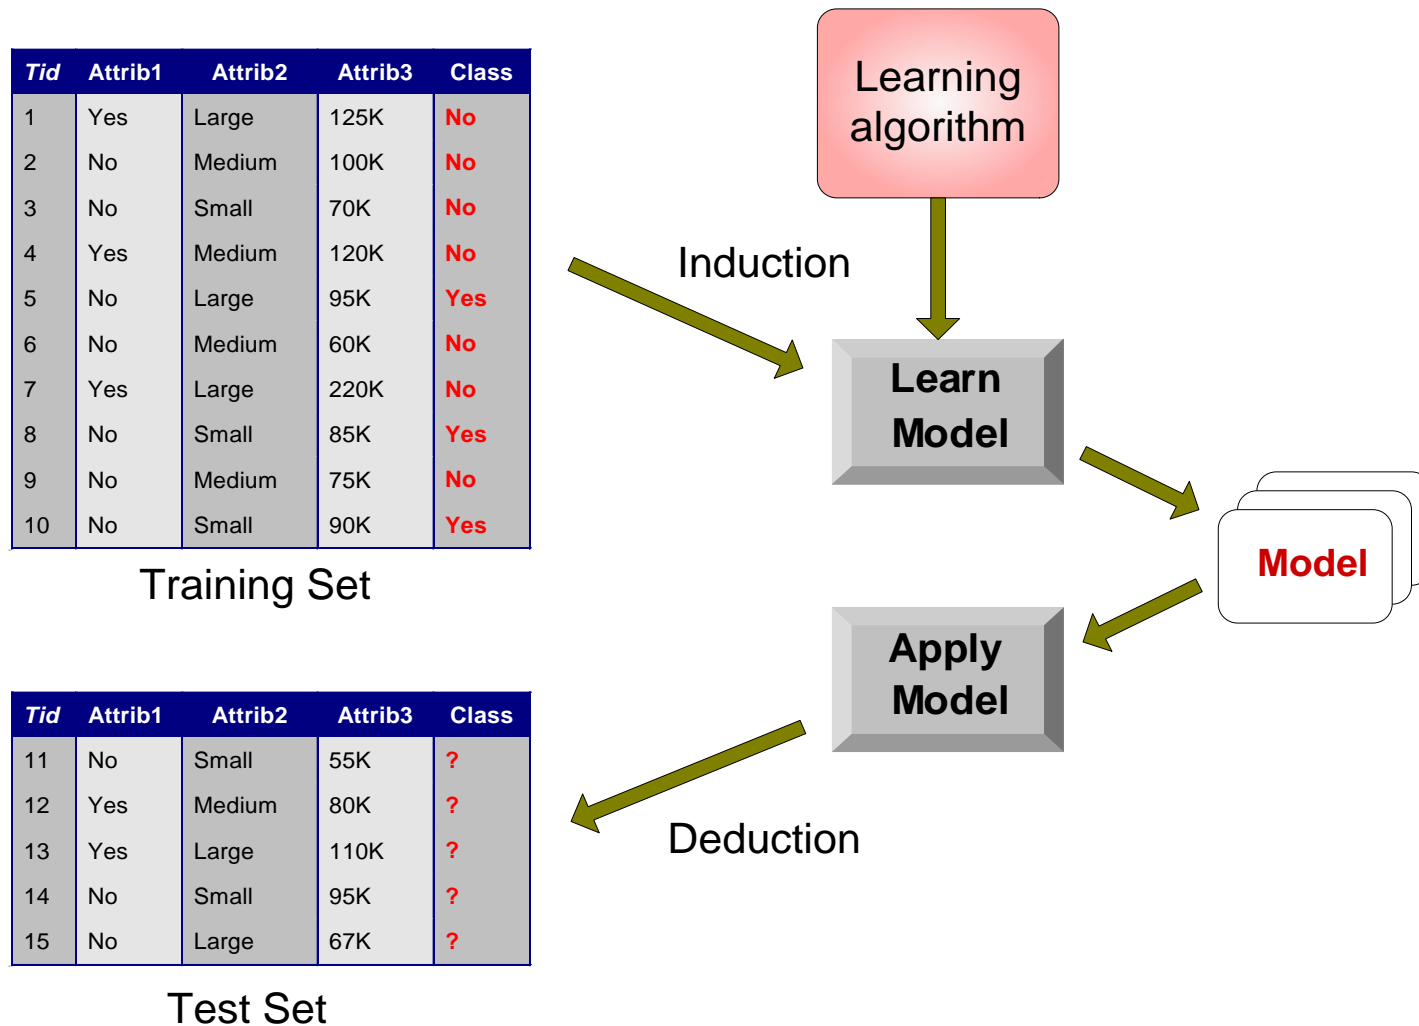 Tid Attrib1 Attrib2 Attrib3 Class
1 Yes Large 125K No
2 No Medium 100K No
3 No Small 70K No
4 Yes Medium 120K No
5 No Large 95K Yes
6 No Medium 60K No
7 Yes Large 220K No
8 No Small 85K Yes
9 No Medium 75K No
10 No Small 90K Yes
Training Set
Learning
algorithm
Induction
Learn
Model
Model
Apply
Model
Deduction
Tid Attrib1 Attrib2 Attrib3 Class
11 No Small 55K ?
12 Yes Medium 80K ?
13 Yes Large 110K ?
14 No Small 95K ?
15 No Large 67K ?
Test Set